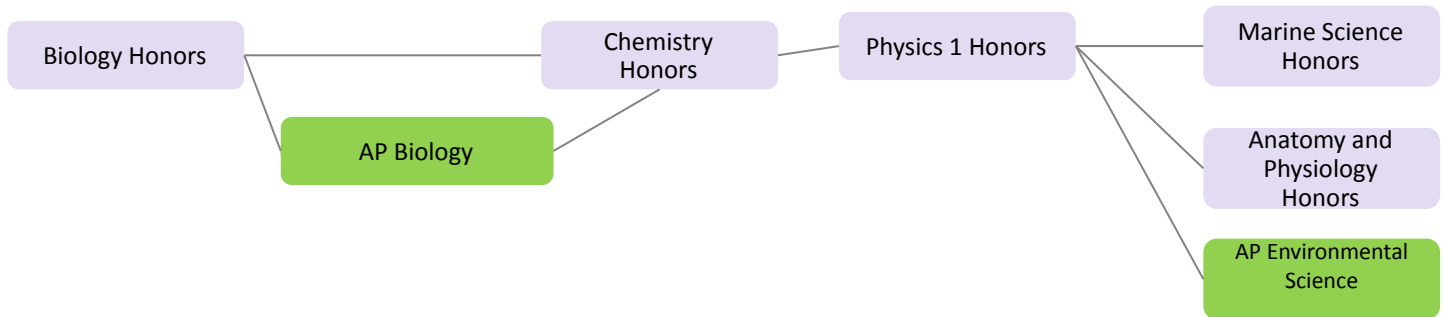 Biology Honors
Chemistry
Honors
Physics 1 Honors
Marine Science
Honors
AP Biology
Anatomy and
Physiology
Honors
AP Environmental
Science